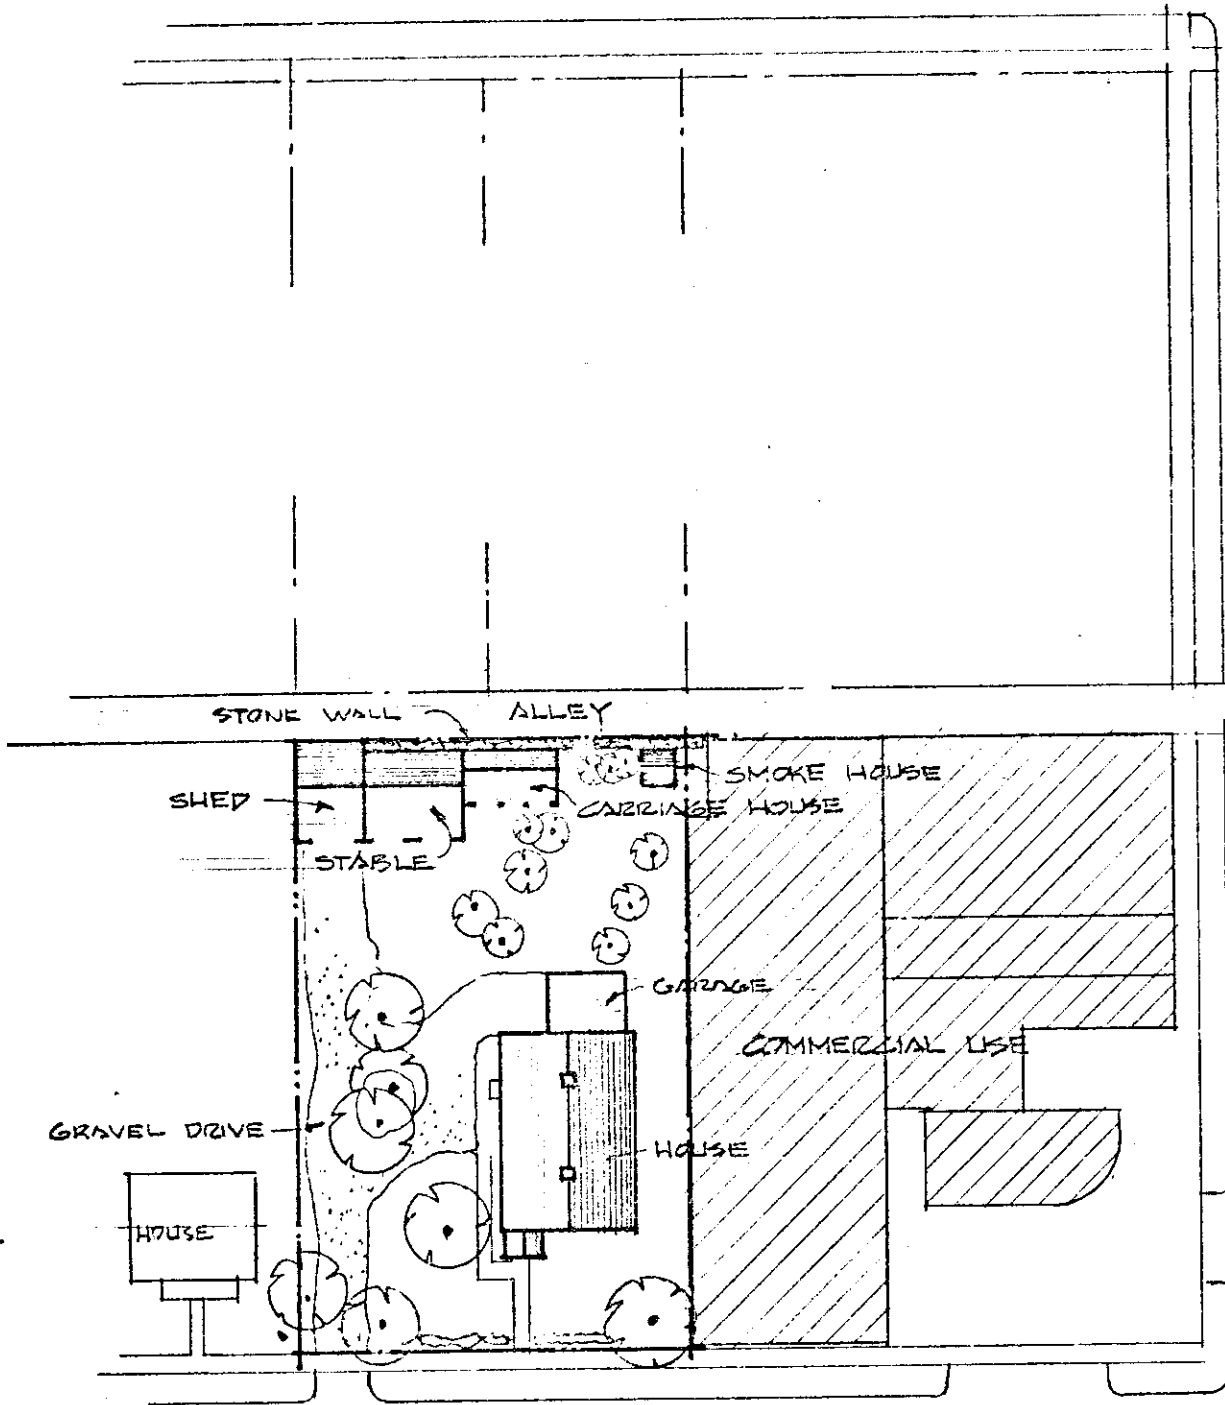 STONE WALL
ALLEY
SMOKE HOUSE
SHED
CARRIAGE HOUSE
STABLE
GARAGE
COMMERCIAL USE
GRAVEL DRIVE
HOUSE
HOUSE